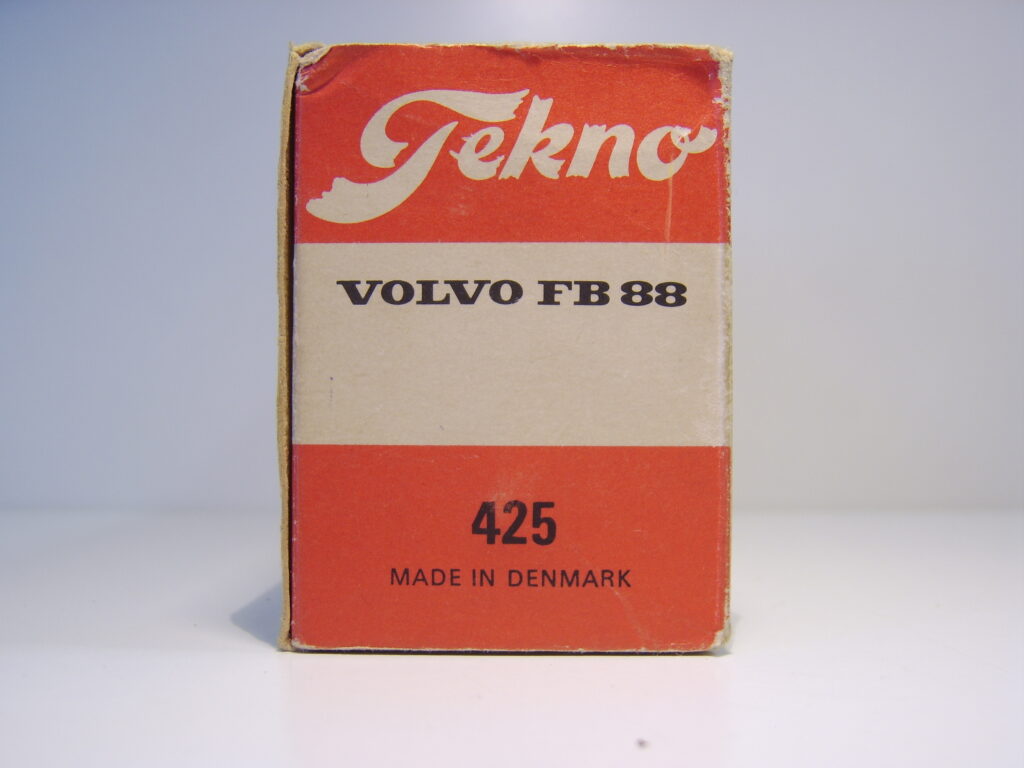 Tekno
VOLVO FB 88
425
MADE IN DENMARK